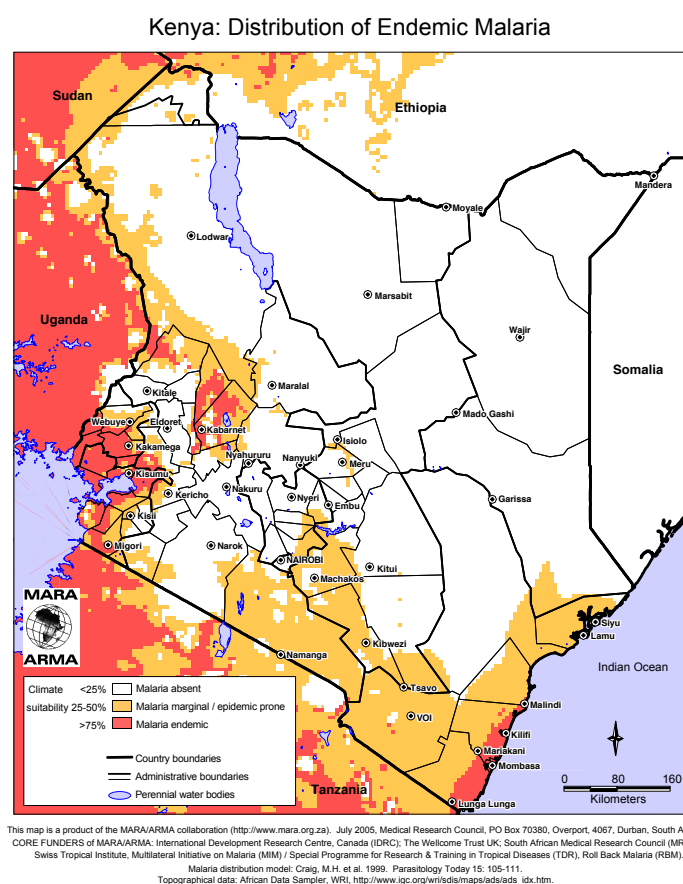 Kenya: Distribution of Endemic Malaria
Sudan
Ethiopia
Mandera
Moyale
Lodwar
Marsabit
Uganda
Wajir
Somalia
Maralal
Kitale
Mado Gashi
Webuye
Eldoret
Kabarnet
Isiolo
Kakamega
Nyahururu
Nanyuki
Meru
Kisumu
Kericho
Nakuru
Nyeri
Garissa
Embu
Kisii
Migori
Narok
NAIROBI
Kitui
Machakos
MARA
ARMA
Siyu
Lamu
Kibwezi
Namanga
Indian Ocean
Tsavo
Malindi
VOI
Kilifi
Mariakani
Mombasa
Tanzania
Lunga Lunga
Climate <25% Malaria absent
suitability 25-50% Malaria marginal / epidemic prone
>75% Malaria endemic
Country boundaries
Administrative boundaries
Perennial water bodies
0 80 160
Kilometers
This map is a product of the MARA/ARMA collaboration (http://www.mara.org.za). July 2005, Medical Research Council, PO Box 70380, Overport, 4067, Durban, South A
CORE FUNDERS of MARA/ARMA: International Development Research Centre, Canada (IDRC); The Wellcome Trust UK; South African Medical Research Council (MR
Swiss Tropical Institute, Multilateral Initiative on Malaria (MIM) / Special Programme for Research & Training in Tropical Diseases (TDR), Roll Back Malaria (RBM).
Malaria distribution model: Craig, M.H. et al. 1999. Parasitology Today 15: 105-111.
Topographical data: African Data Sampler, WRI, http://www.igc.org/wri/sdis/maps/ads/ads_idx.htm.